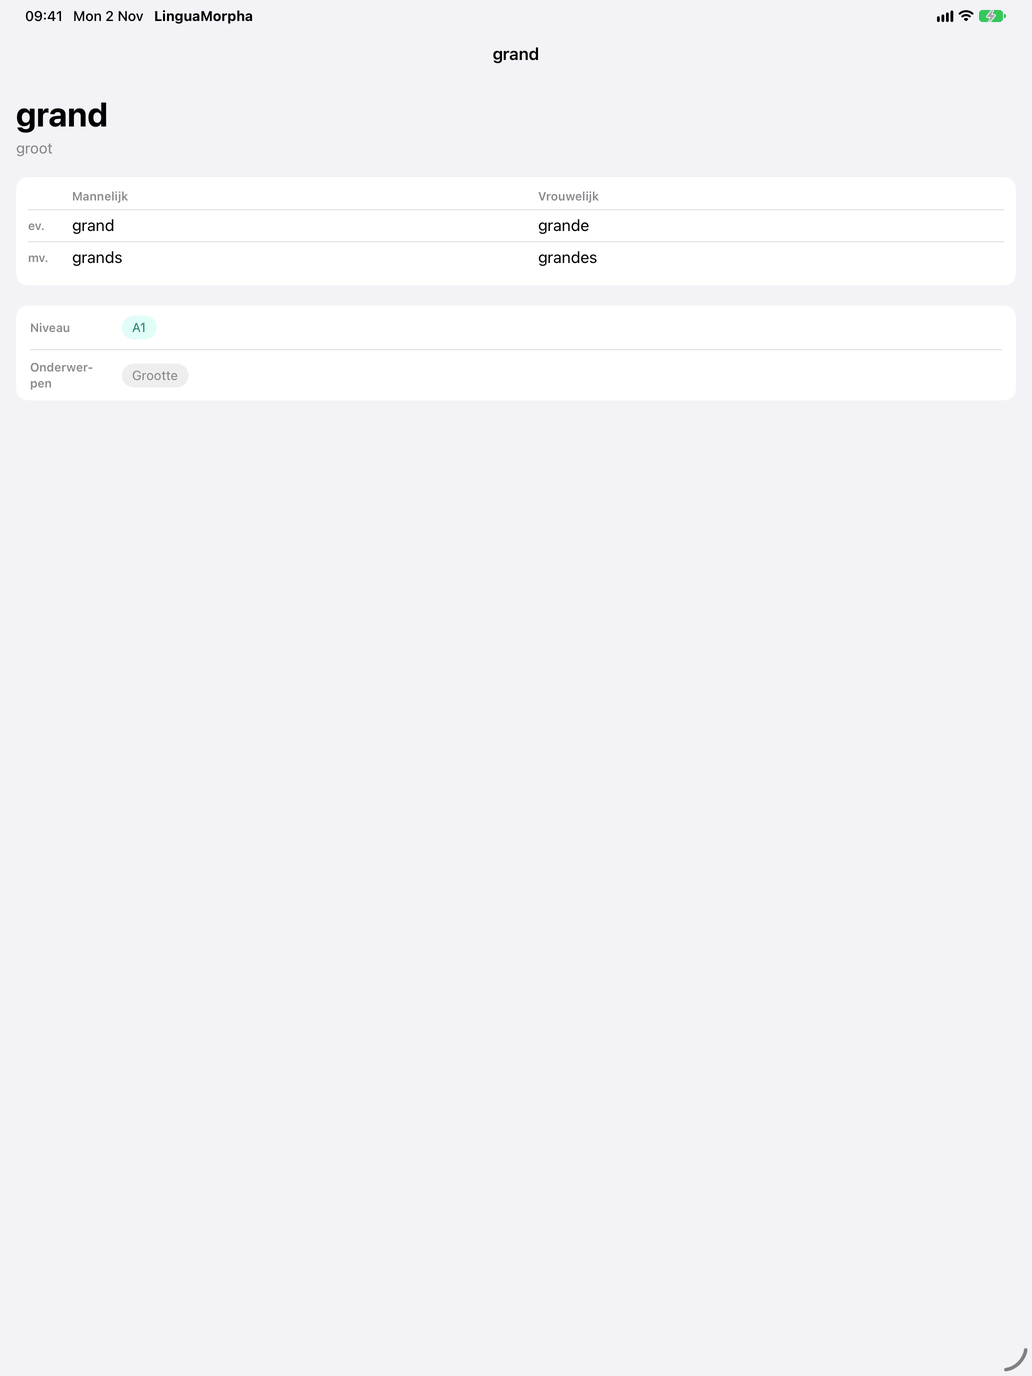 09:41 Mon 2 Nov LinguaMorpha
grand
grand
groot
Mannelijk Vrouwelijk
ev. grand grande
mv. grands grandes
Niveau A1
Onderwer-
pen Grootte